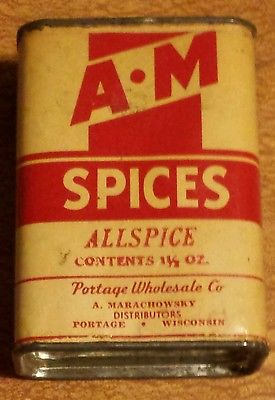 A·M
SPICES
ALLSPICE
CONTENTS 1½ OZ.
Portage Wholesale Co
A. MARACHOWSKY
DISTRIBUTORS
PORTAGE • WISCONSIN